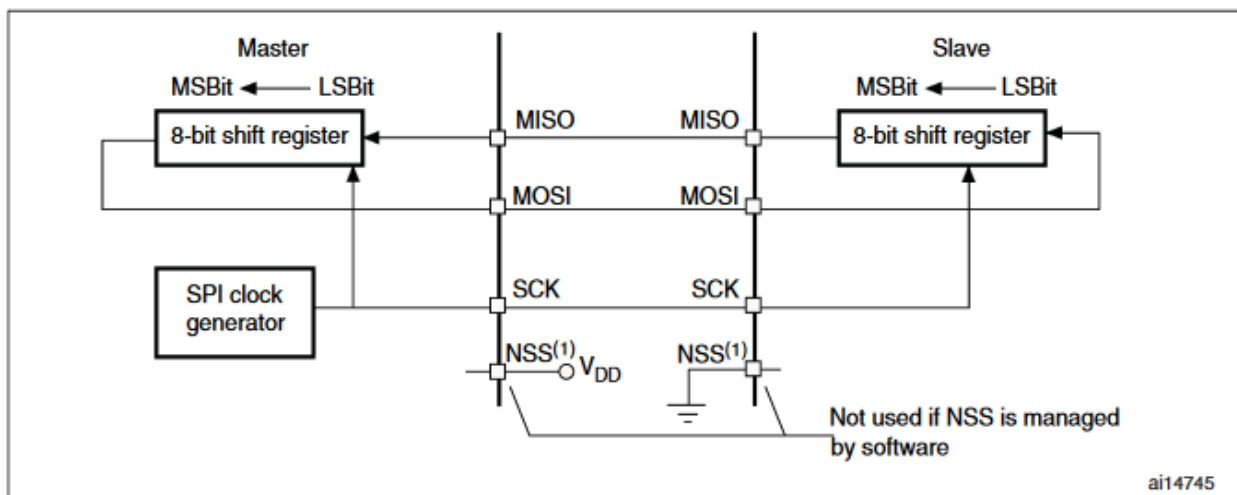 Master
Slave
MSBit LSBit
MSBit LSBit
8-bit shift register
MISO
MISO
8-bit shift register
MOSI
MOSI
SPI clock
generator
SCK
SCK
NSS(1)
VDD
NSS(1)
Not used if NSS is managed
by software
ai14745